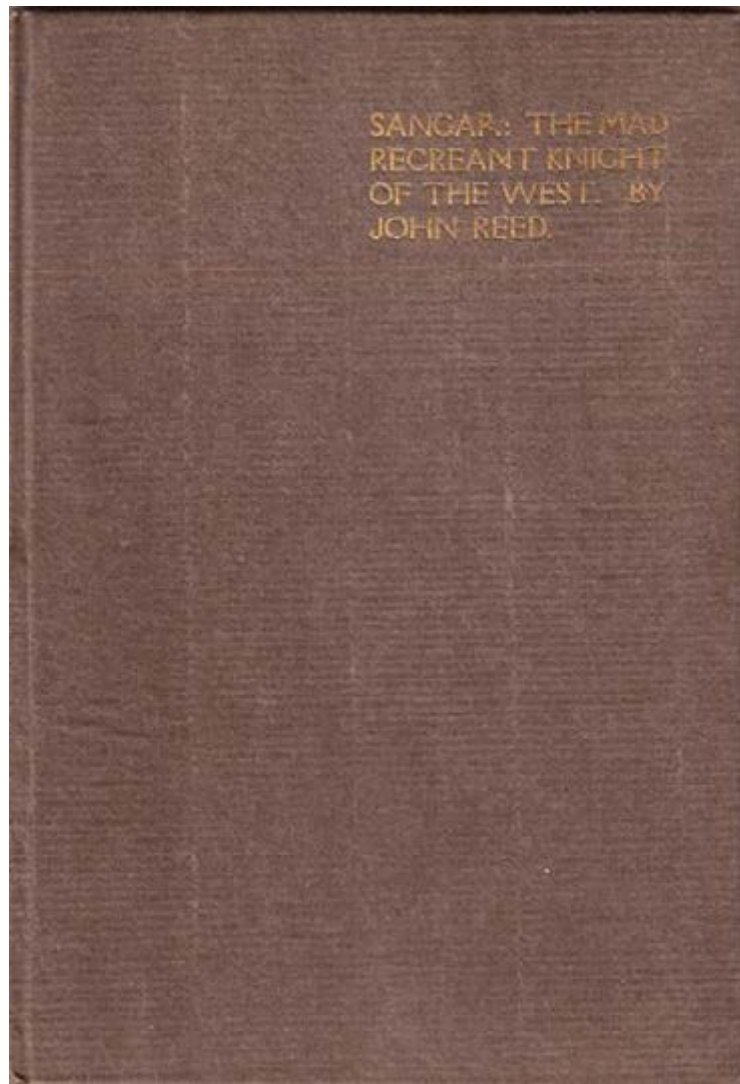 SANGAR: THE MAD
RECREANT KNIGHT
OF THE WEST. BY
JOHN REED.